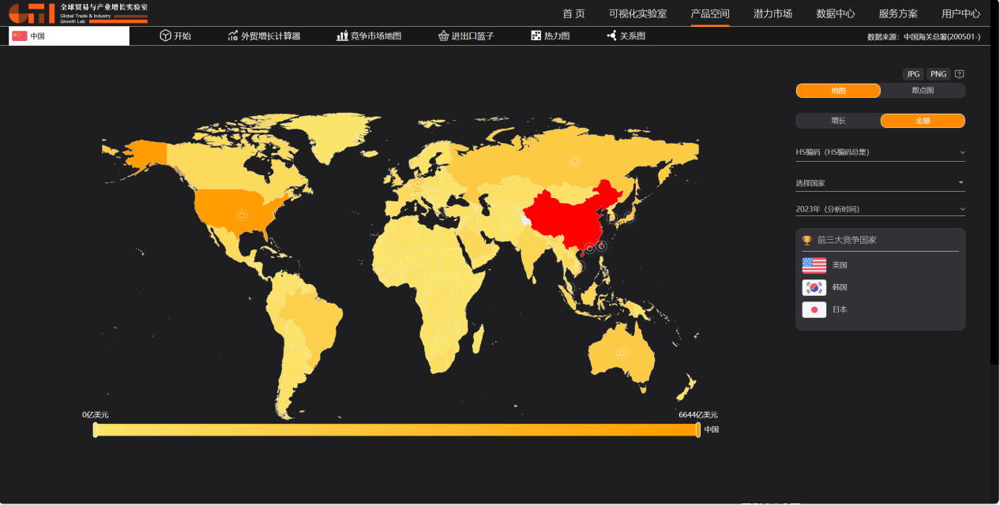 全球贸易与产业增长实验室
Global Trade & Industry
Growth Lab
首 页
可视化实验室
产品空间
潜力市场
数据中心
服务方案
用户中心
中国
开始
外贸增长计算器
竞争市场地图
进出口篮子
热力图
关系图
数据来源：中国海关总署(200501-)
JPG
PNG
地图
散点图
增长
金额
HS编码（HS编码总集）
选择国家
2023年（分析时间）
前三大竞争国家
美国
韩国
日本
0亿美元
6644亿美元
中国